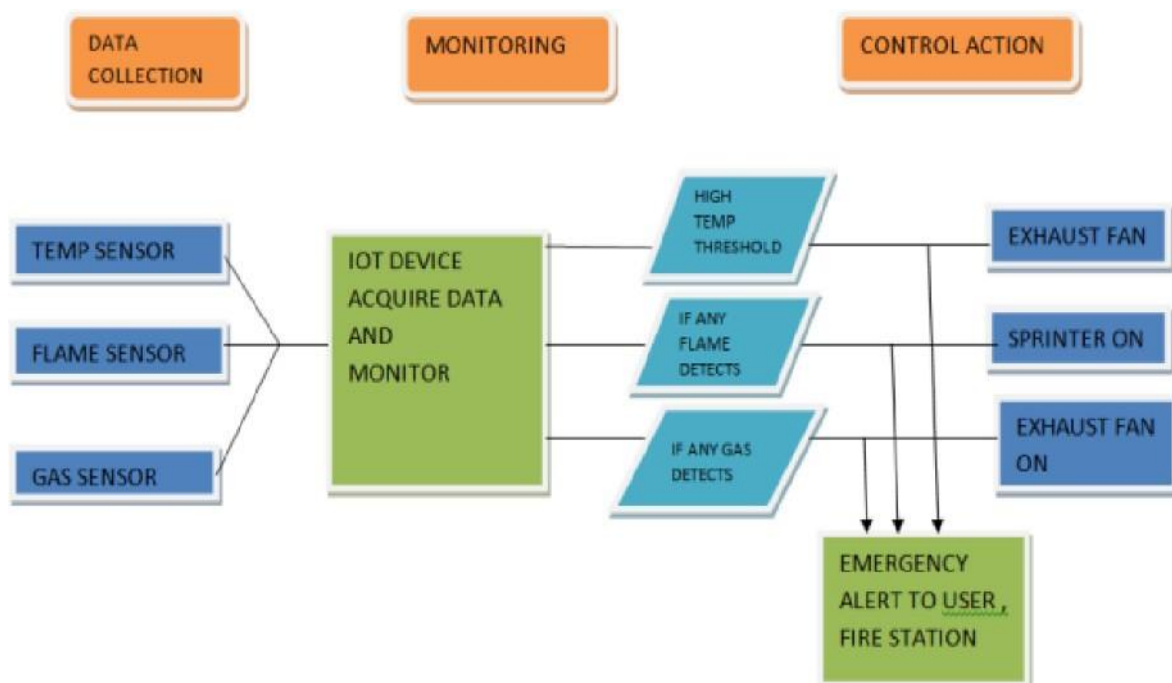 DATA
COLLECTION
MONITORING
CONTROL ACTION
TEMP SENSOR
FLAME SENSOR
GAS SENSOR
IOT DEVICE
ACQUIRE DATA
AND
MONITOR
HIGH
TEMP
THRESHOLD
IF ANY
FLAME
DETECTS
IF ANY GAS
DETECTS
EXHAUST FAN
SPRINTER ON
EXHAUST FAN
ON
EMERGENCY
ALERT TO USER ,
FIRE STATION